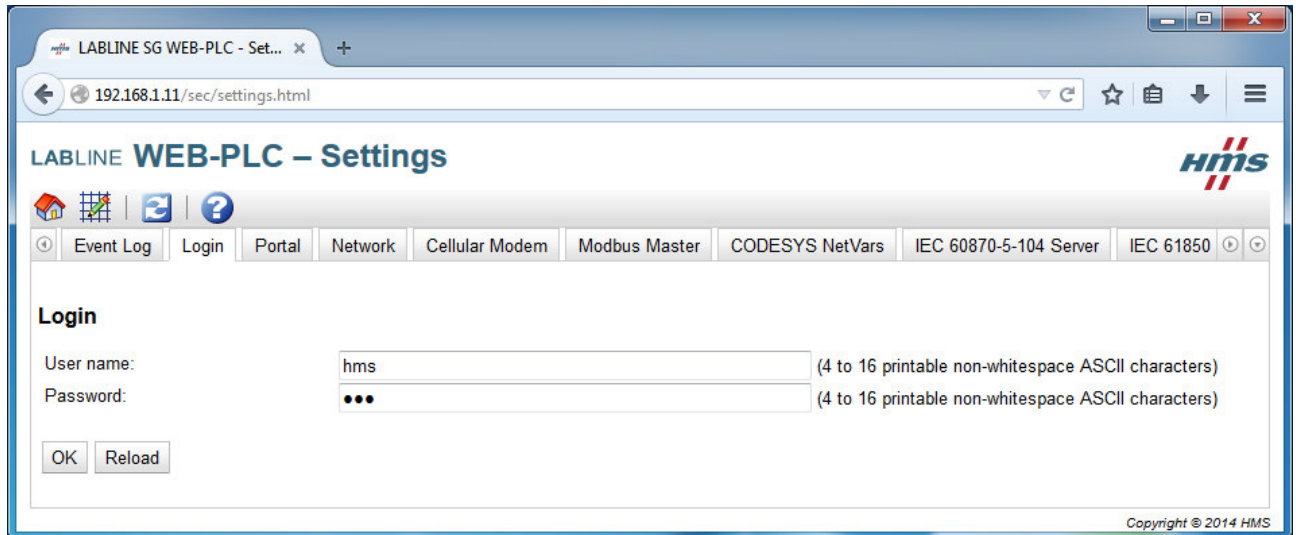 LABLINE SG WEB-PLC - Set...
192.168.1.11/sec/settings.html
LABLINE WEB-PLC – Settings
HMS
Event Log Login Portal Network Cellular Modem Modbus Master CODESYS NetVars IEC 60870-5-104 Server IEC 61850
Login
User name: hms (4 to 16 printable non-whitespace ASCII characters)
Password: ●●● (4 to 16 printable non-whitespace ASCII characters)
OK Reload
Copyright © 2014 HMS